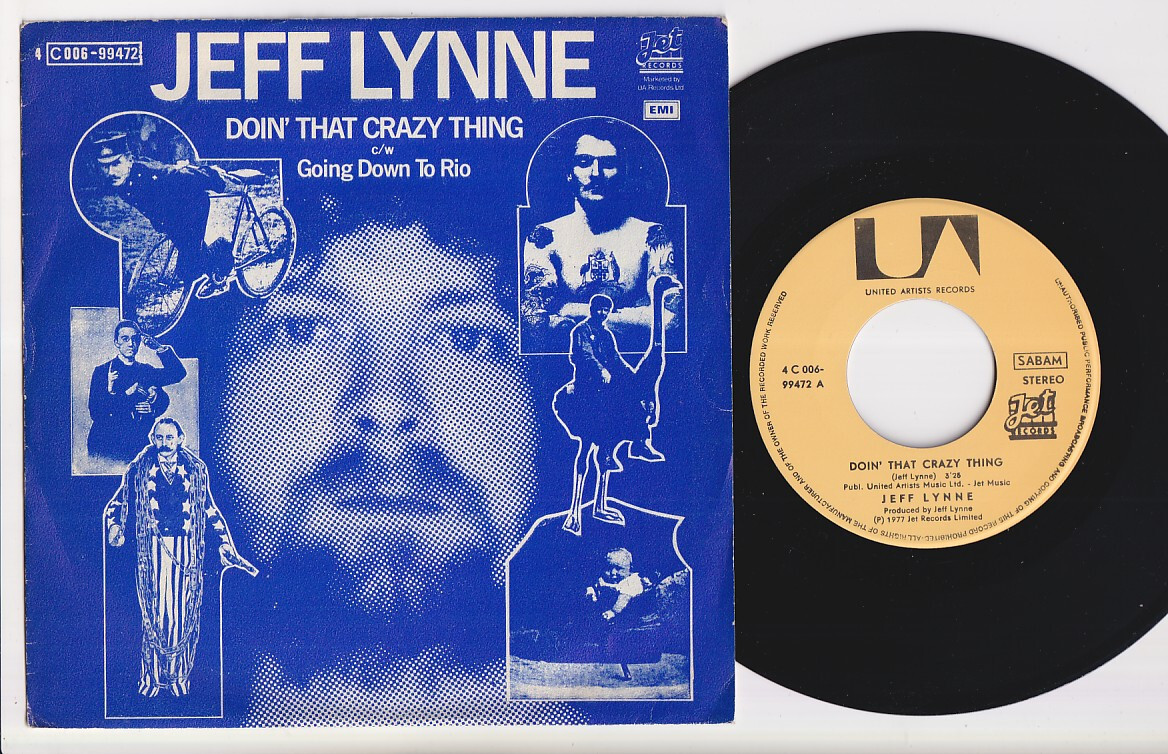 4 C 006-99472
JEFF LYNNE
Jet
RECORDS
Marketed by
UA Records Ltd
EMI
DOIN' THAT CRAZY THING
c/w
Going Down To Rio
UA
UNITED ARTISTS RECORDS
4 C 006-
99472 A
SABAM
STEREO
Jet
RECORDS
DOIN' THAT CRAZY THING
(Jeff Lynne) 3'25
Publ. United Artists Music Ltd. - Jet Music
JEFF LYNNE
Produced by Jeff Lynne
(P) 1977 Jet Records Limited
ALL RIGHTS OF THE MANUFACTURER AND OF THE OWNER OF THE RECORDED WORK RESERVED
UNAUTHORISED PUBLIC PERFORMANCE BROADCASTING AND COPYING OF THIS RECORD PROHIBITED